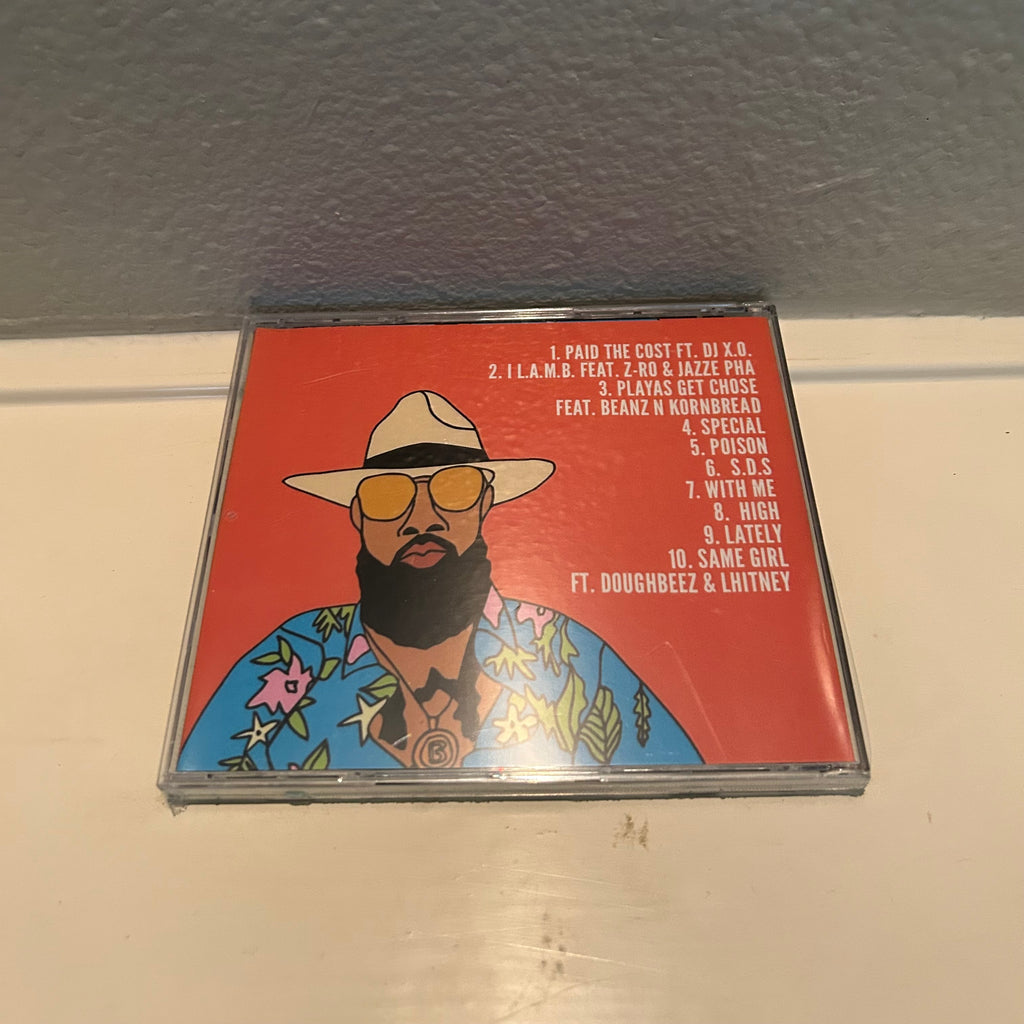 1. PAID THE COST FT. DJ X.O.
2. I L.A.M.B. FEAT. Z-RO & JAZZE PHA
3. PLAYAS GET CHOSE
FEAT. BEANZ N KORNBREAD
4. SPECIAL
5. POISON
6. S.D.S
7. WITH ME
8. HIGH
9. LATELY
10. SAME GIRL
FT. DOUGHBEEZ & LHITNEY
B